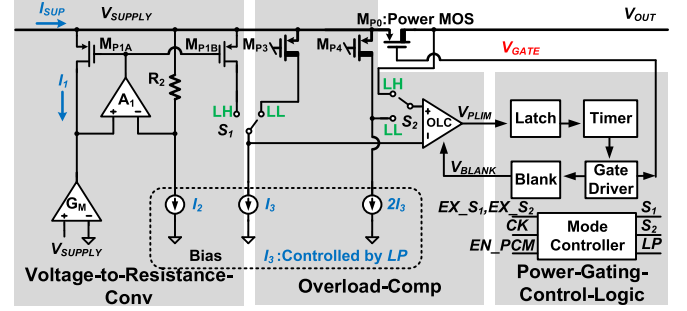 I_SUP
V_SUPPLY
M_P0:Power MOS
V_OUT
M_P1A
M_P1B
M_P3
M_P4
V_GATE
I_1
R_2
A_1
LH
LL
S_1
LH
LL
S_2
OLC
V_PLIM
Latch
Timer
V_BLANK
Blank
Gate Driver
G_M
V_SUPPLY
I_2
I_3
2I_3
Bias
I_3:Controlled by LP
EX_S_1,EX_S_2
CK
EN_PCM
Mode Controller
S_1
S_2
LP
Voltage-to-Resistance-
Conv
Overload-Comp
Power-Gating-
Control-Logic